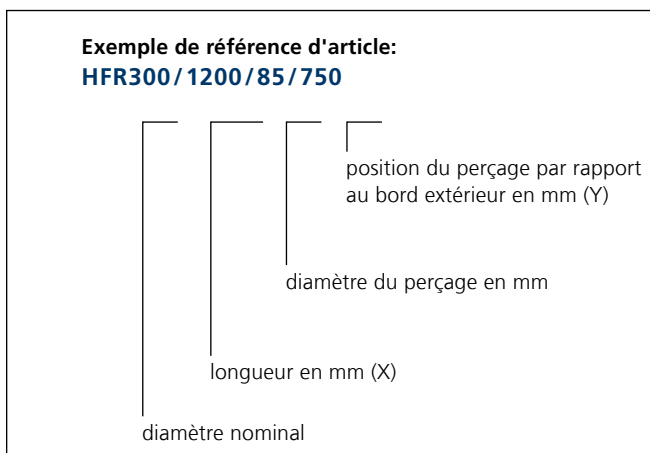 Exemple de référence d'article:
HFR300/1200/85/750
position du perçage par rapport
au bord extérieur en mm (Y)
diamètre du perçage en mm
longueur en mm (X)
diamètre nominal